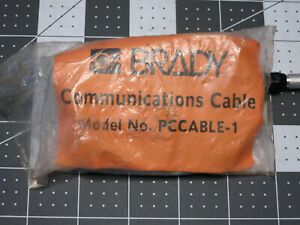 BRADY
Communications Cable
Model No. PCCABLE-1